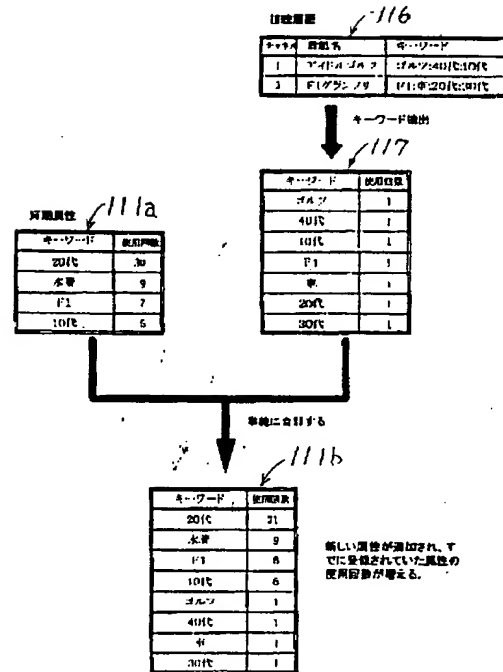 視聴履歴 116
チャネル 番組名 キーワード
1 アイドルゴルフ ゴルフ:40代:10代
3 F1グランプリ F1:車:20代:30代
キーワード抽出
117
キーワード 使用回数
ゴルフ 1
40代 1
10代 1
F1 1
車 1
20代 1
30代 1
初期属性 111a
キーワード 使用回数
20代 30
水着 9
F1 7
10代 5
単純に合計する
111b
キーワード 使用回数
20代 31
水着 9
F1 8
10代 6
ゴルフ 1
40代 1
車 1
30代 1
新しい属性が追加され、す
でに登録されていた属性の
使用回数が増える。